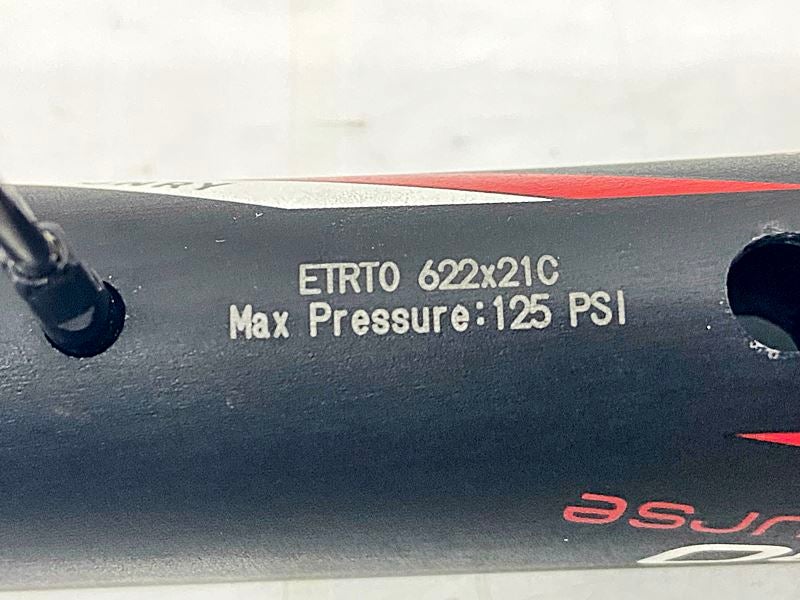 ETRTO 622x21C
Max Pressure:125 PSI